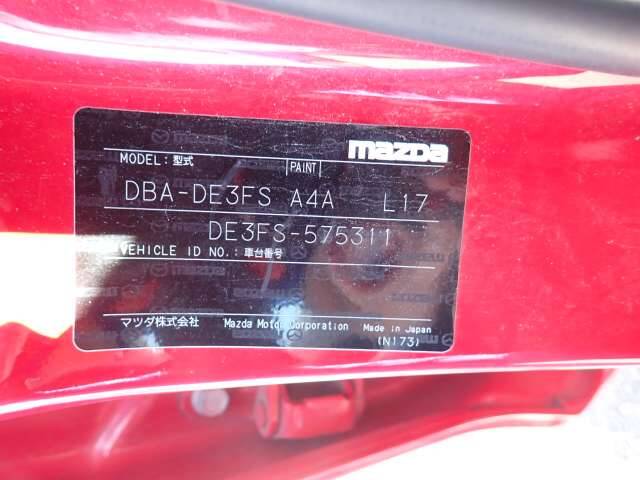 mazda
MODEL: 型式 PAINT
DBA-DE3FS A4A L17
DE3FS-575311
VEHICLE ID NO.: 車台番号
マツダ株式会社 Mazda Motor Corporation Made in Japan
(N173)